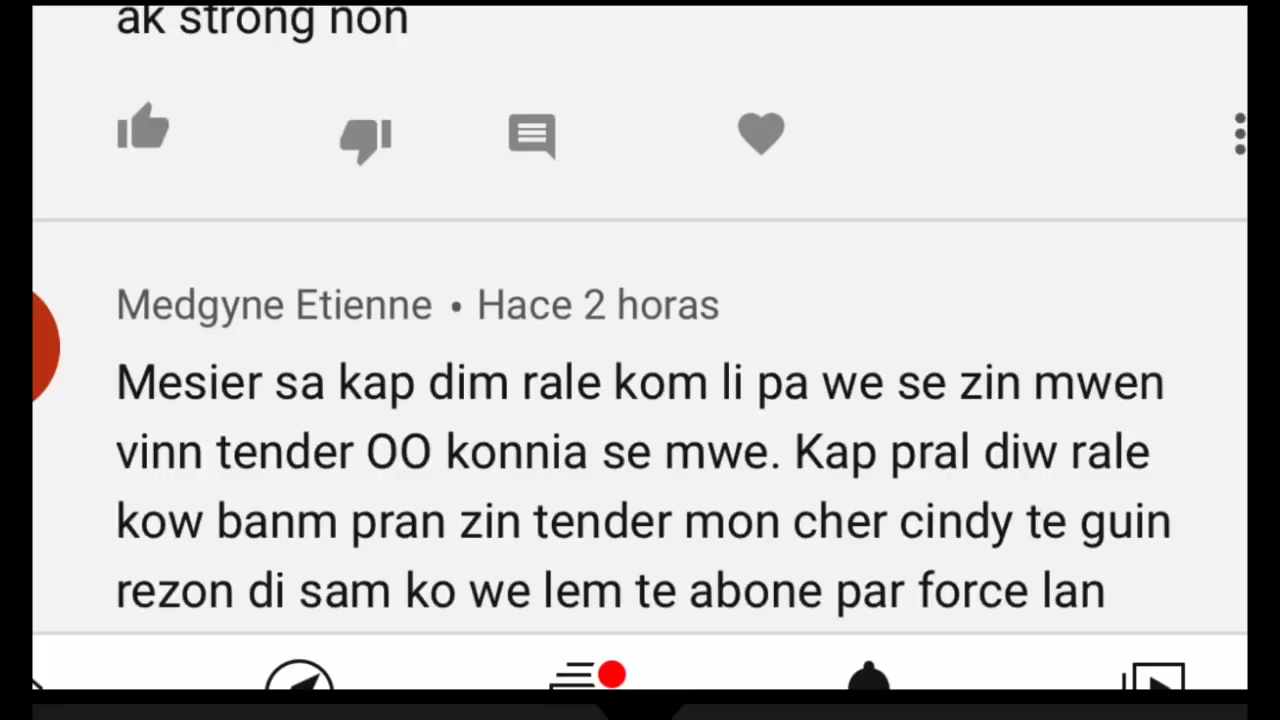 ak strong non
Medgyne Etienne • Hace 2 horas
Mesier sa kap dim rale kom li pa we se zin mwen
vinn tender OO konnia se mwe. Kap pral diw rale
kow banm pran zin tender mon cher cindy te guin
rezon di sam ko we lem te abone par force lan